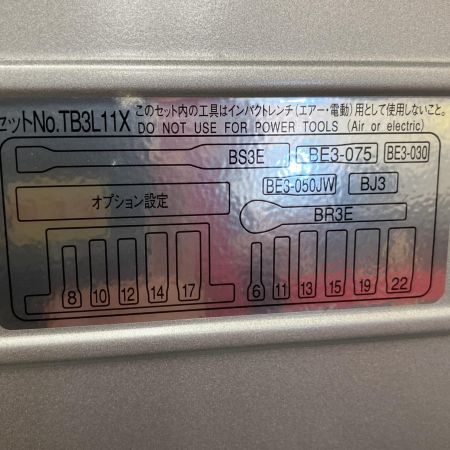 セットNo.TB3L11X このセット内の工具はインパクトレンチ(エアー・電動)用として使用しないこと。
DO NOT USE FOR POWER TOOLS (Air or electric)
BS3E BE3-075 BE3-030
BE3-050JW BJ3
オプション設定
BR3E
8 10 12 14 17 6 11 13 15 19 22